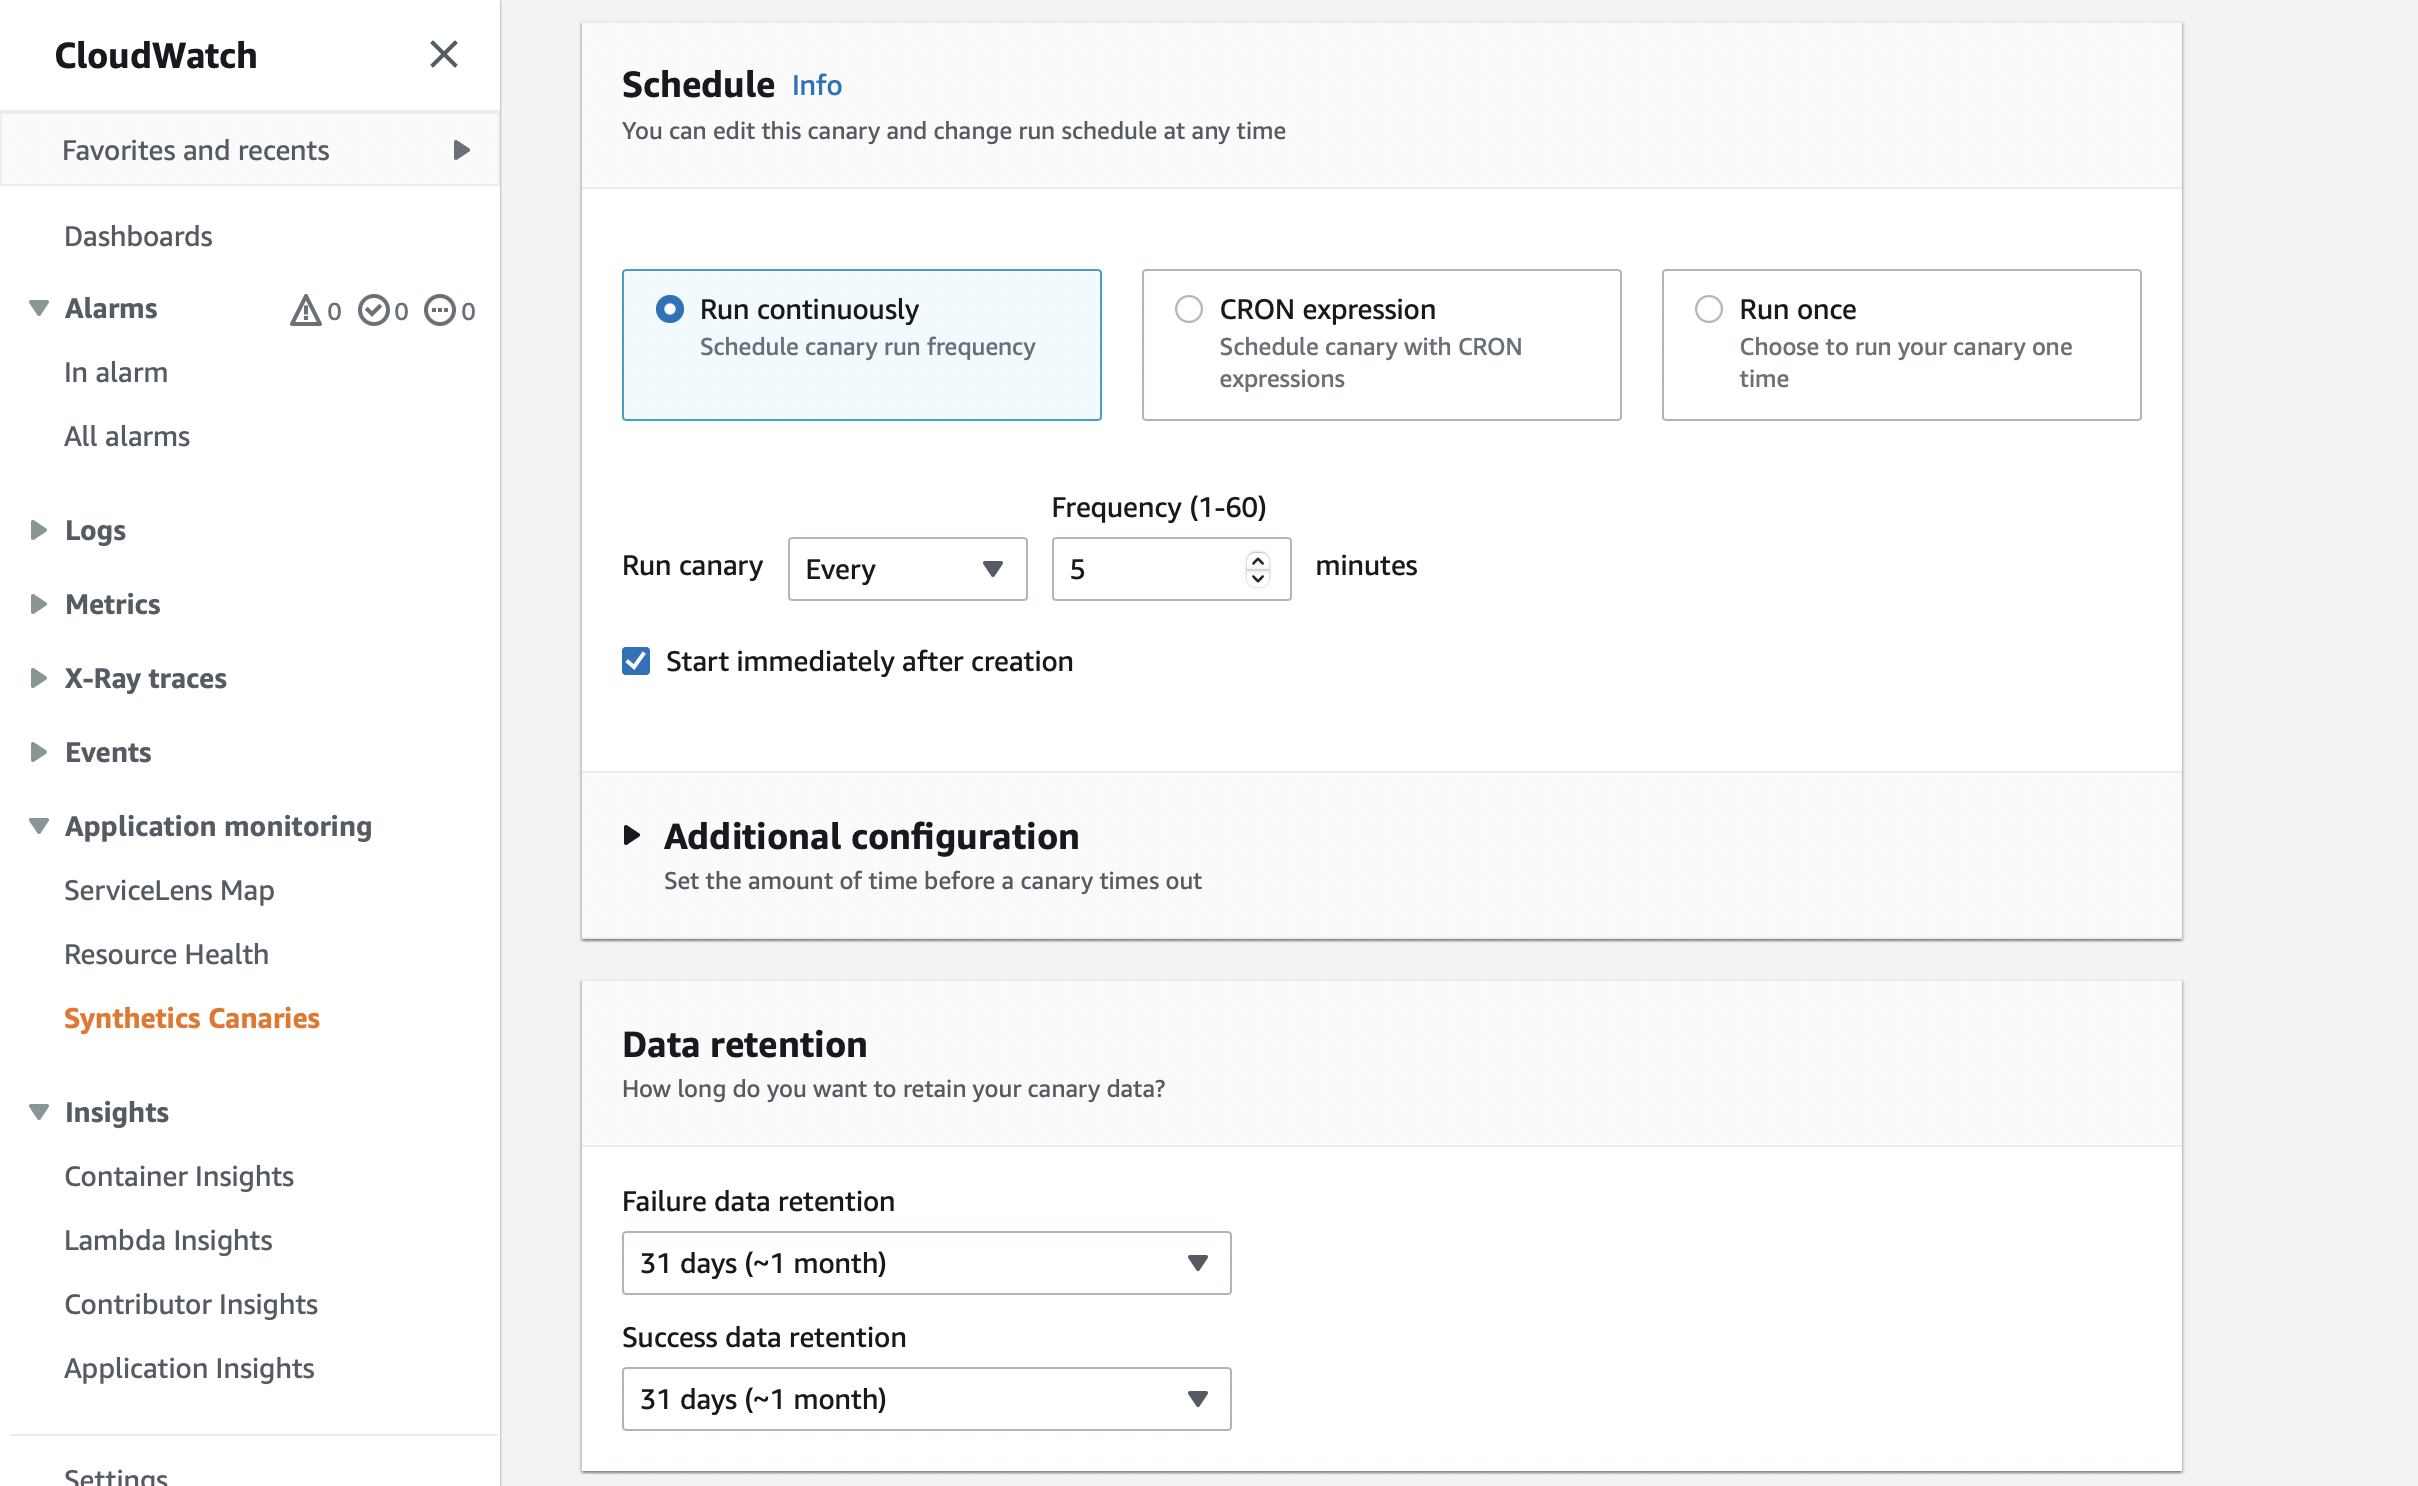 CloudWatch
Favorites and recents
Dashboards
Alarms 0 0 0
In alarm
All alarms
Logs
Metrics
X-Ray traces
Events
Application monitoring
ServiceLens Map
Resource Health
Synthetics Canaries
Insights
Container Insights
Lambda Insights
Contributor Insights
Application Insights
Settings
Schedule Info
You can edit this canary and change run schedule at any time
Run continuously
Schedule canary run frequency
CRON expression
Schedule canary with CRON
expressions
Run once
Choose to run your canary one
time
Frequency (1-60)
Run canary Every 5 minutes
Start immediately after creation
Additional configuration
Set the amount of time before a canary times out
Data retention
How long do you want to retain your canary data?
Failure data retention
31 days (~1 month)
Success data retention
31 days (~1 month)